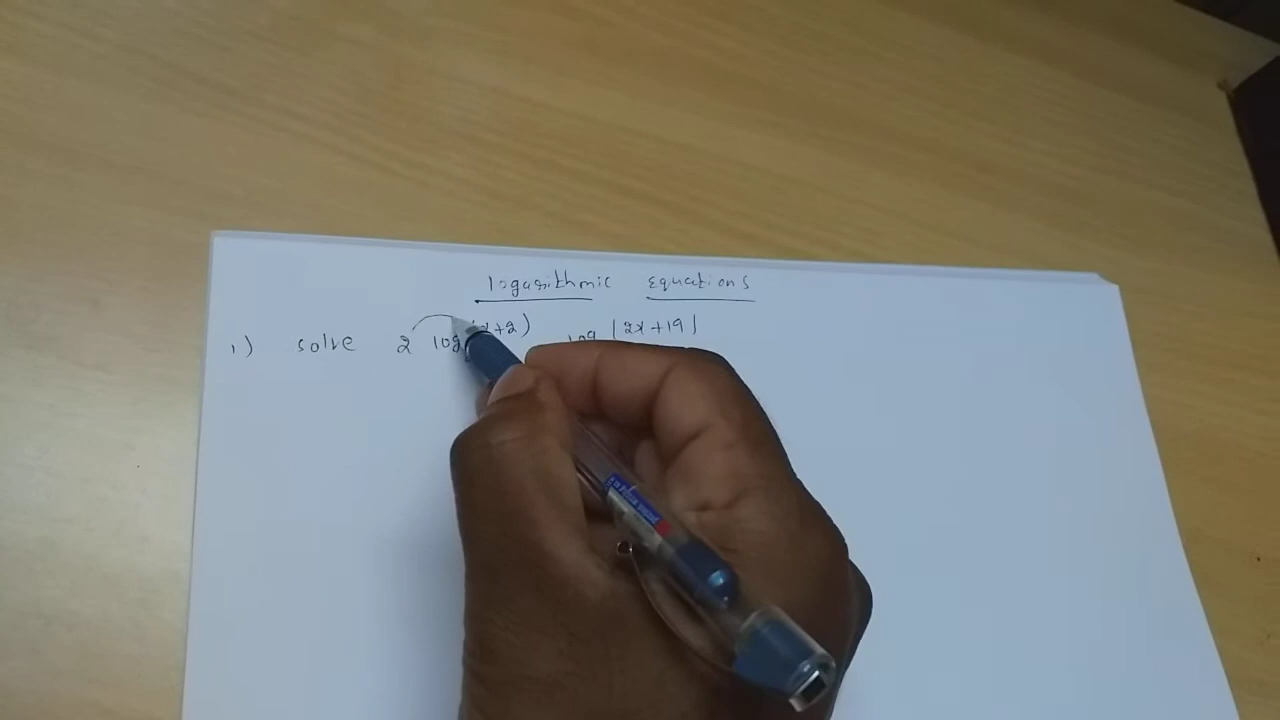 logarithmic equations
1) solve 2 log (x+2) log (2x+19)